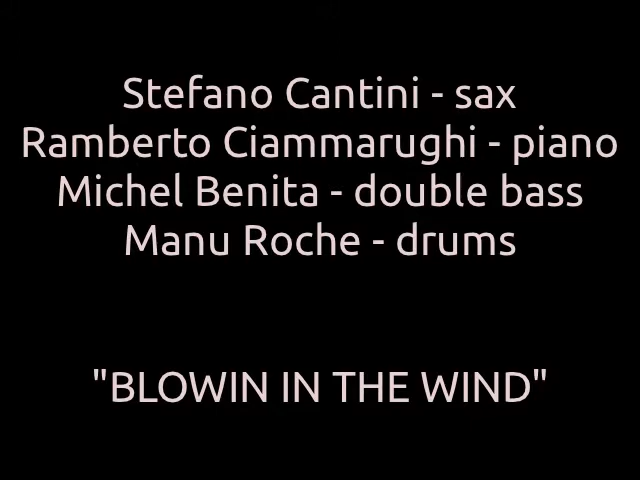 Stefano Cantini - sax
Ramberto Ciammarughi - piano
Michel Benita - double bass
Manu Roche - drums
"BLOWIN IN THE WIND"